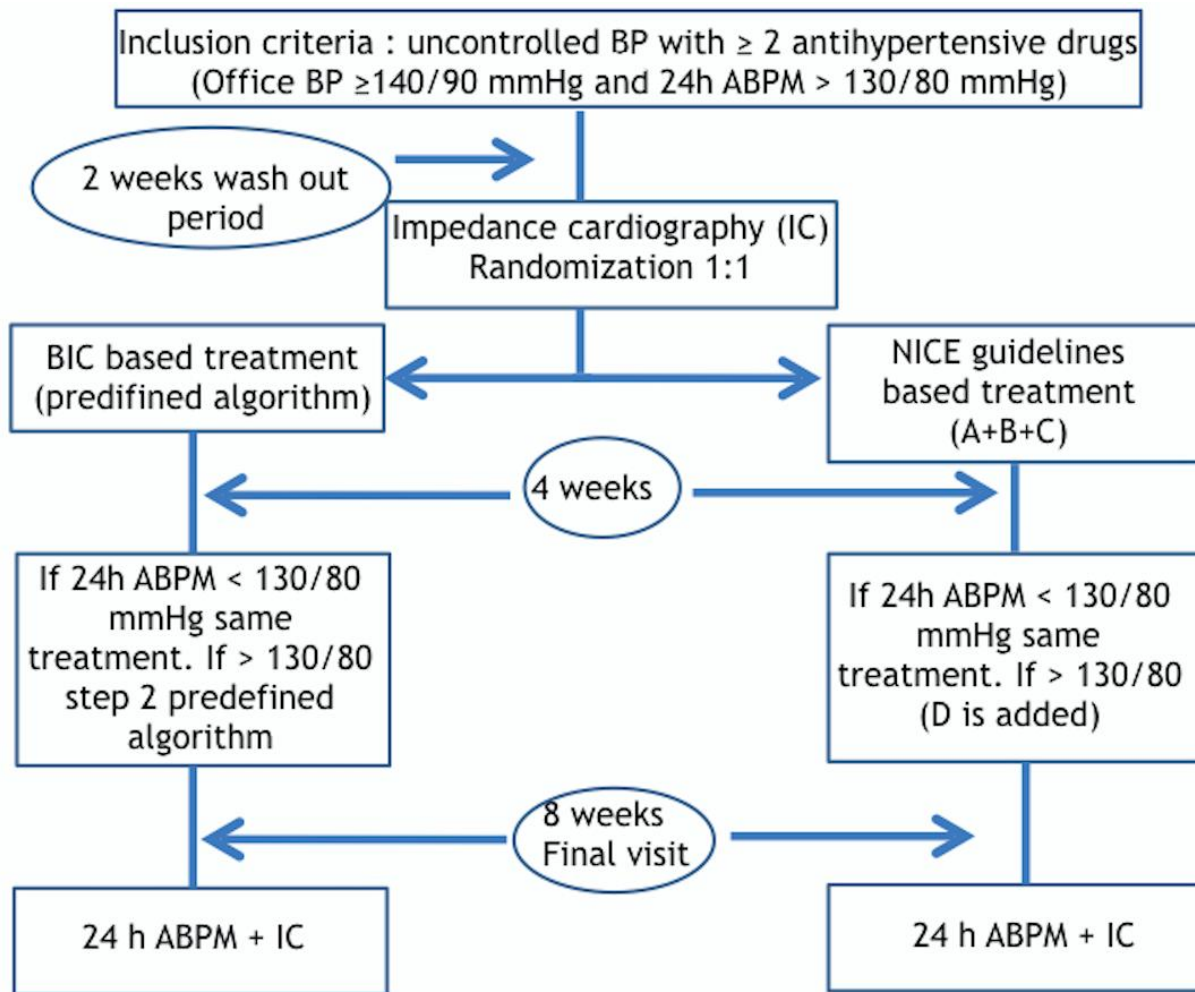 Inclusion criteria : uncontrolled BP with ≥ 2 antihypertensive drugs
(Office BP ≥140/90 mmHg and 24h ABPM > 130/80 mmHg)
2 weeks wash out
period
Impedance cardiography (IC)
Randomization 1:1
BIC based treatment
(predifined algorithm)
NICE guidelines
based treatment
(A+B+C)
4 weeks
If 24h ABPM < 130/80
mmHg same
treatment. If > 130/80
step 2 predefined
algorithm
If 24h ABPM < 130/80
mmHg same
treatment. If > 130/80
(D is added)
8 weeks
Final visit
24 h ABPM + IC
24 h ABPM + IC